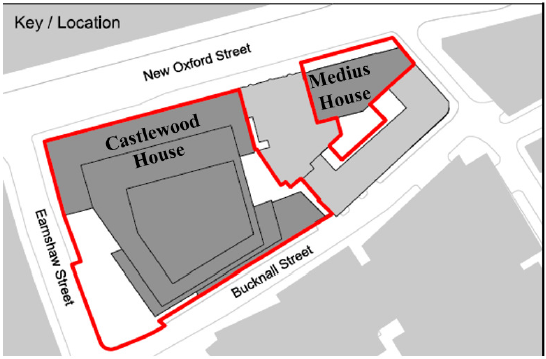 Key / Location
New Oxford Street
Medius
House
Castlewood
House
Earnshaw Street
Bucknall Street